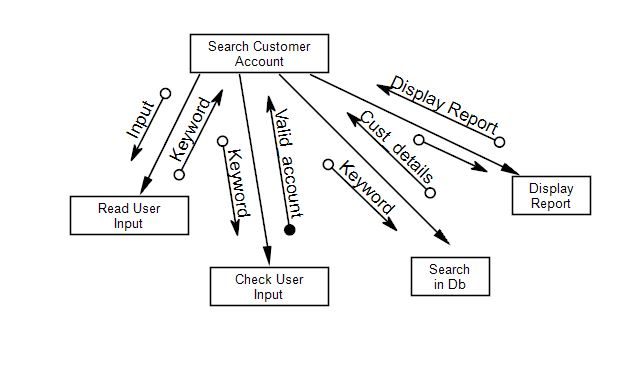 Search Customer
Account
Input
Keyword
Keyword
Valid account
Keyword
Cust details
Display Report
Read User
Input
Check User
Input
Search
in Db
Display
Report